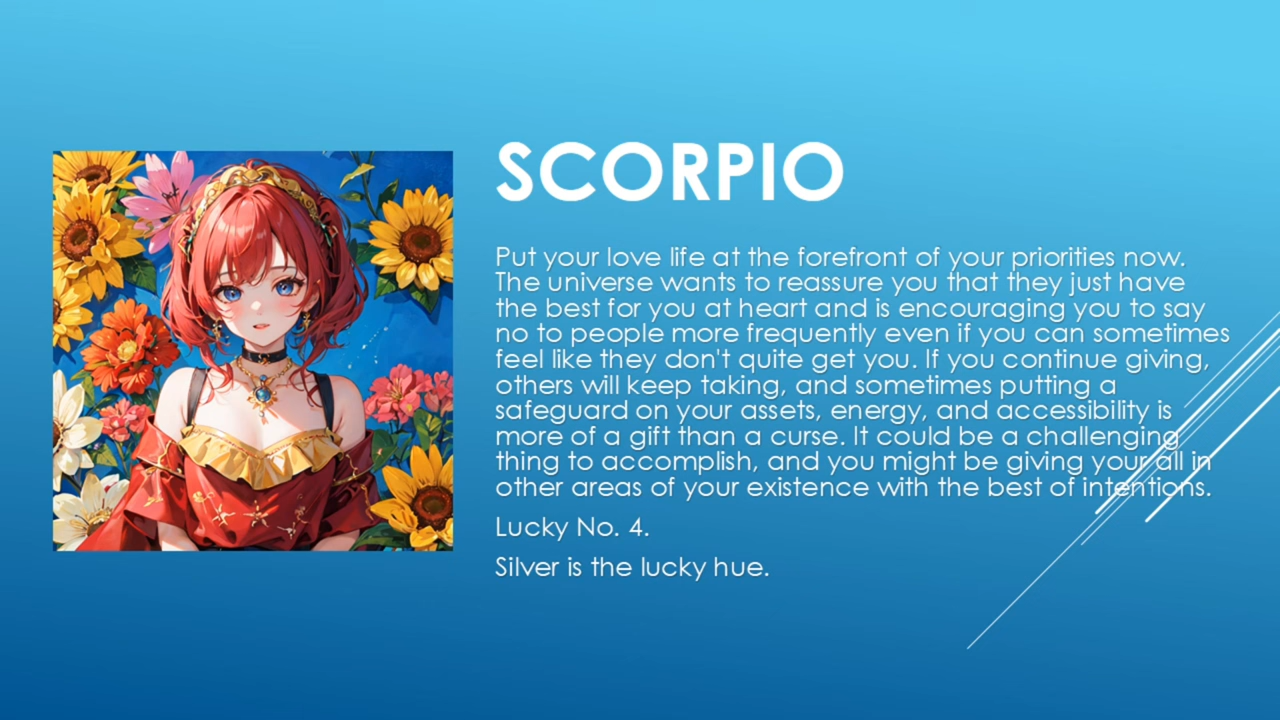 SCORPIO
Put your love life at the forefront of your priorities now.
The universe wants to reassure you that they just have
the best for you at heart and is encouraging you to say
no to people more frequently even if you can sometimes
feel like they don't quite get you. If you continue giving,
others will keep taking, and sometimes putting a
safeguard on your assets, energy, and accessibility is
more of a gift than a curse. It could be a challenging
thing to accomplish, and you might be giving your all in
other areas of your existence with the best of intentions.
Lucky No. 4.
Silver is the lucky hue.